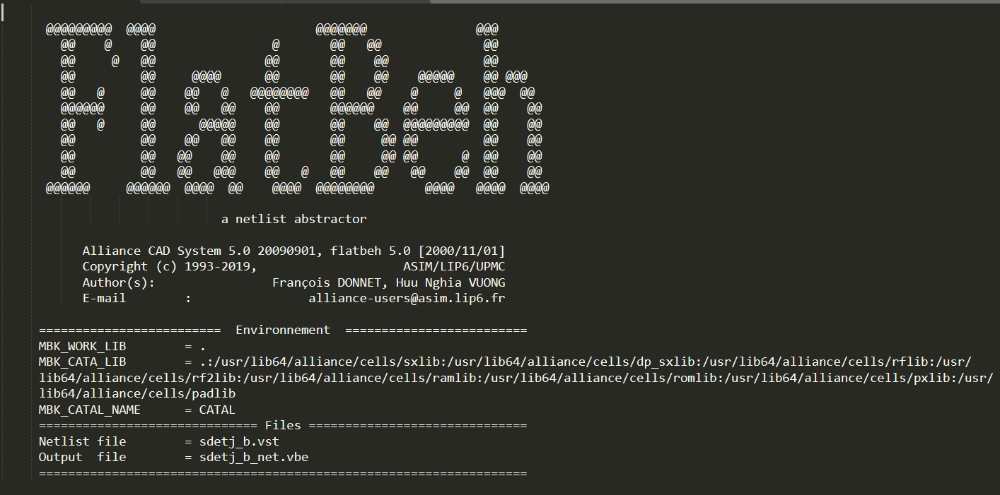 FlatBeh
a netlist abstractor
Alliance CAD System 5.0 20090901, flatbeh 5.0 [2000/11/01]
Copyright (c) 1993-2019, ASIM/LIP6/UPMC
Author(s): François DONNET, Huu Nghia VUONG
E-mail : alliance-users@asim.lip6.fr
========================= Environnement =========================
MBK_WORK_LIB = .
MBK_CATA_LIB = .:/usr/lib64/alliance/cells/sxlib:/usr/lib64/alliance/cells/dp_sxlib:/usr/lib64/alliance/cells/rflib:/usr/
lib64/alliance/cells/rf2lib:/usr/lib64/alliance/cells/ramlib:/usr/lib64/alliance/cells/romlib:/usr/lib64/alliance/cells/pxlib:/usr/
lib64/alliance/cells/padlib
MBK_CATAL_NAME = CATAL
============================== Files ==============================
Netlist file = sdetj_b.vst
Output file = sdetj_b_net.vbe
===================================================================